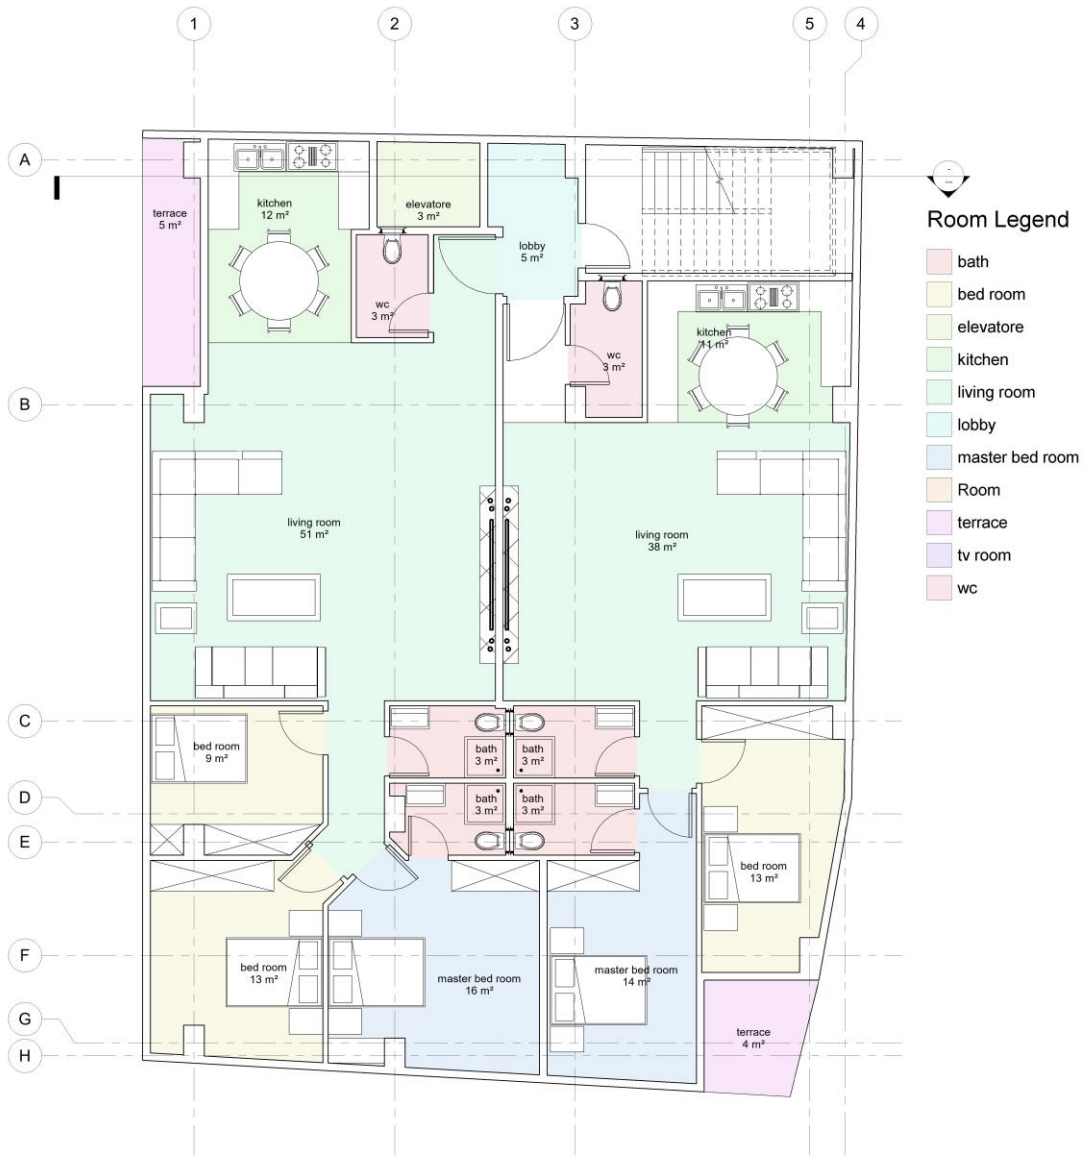 1
2
3
5
4
A
B
C
D
E
F
G
H
terrace
5 m²
kitchen
12 m²
elevatore
3 m²
lobby
5 m²
wc
3 m²
wc
3 m²
kitchen
11 m²
living room
51 m²
living room
38 m²
bed room
9 m²
bath
3 m²
bath
3 m²
bath
3 m²
bath
3 m²
bed room
13 m²
bed room
13 m²
master bed room
16 m²
master bed room
14 m²
terrace
4 m²
Room Legend
bath
bed room
elevatore
kitchen
living room
lobby
master bed room
Room
terrace
tv room
wc